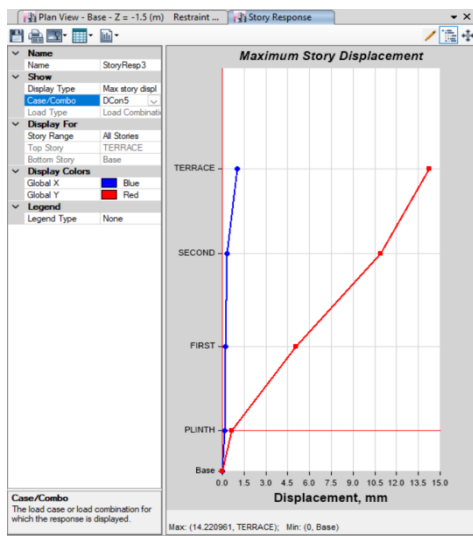 Plan View - Base - Z = -1.5 (m) Restraint ...
Story Response
Name
Name StoryResp3
Show
Display Type Max story displ
Case/Combo DCon5
Load Type Load Combinati
Display For
Story Range All Stories
Top Story TERRACE
Bottom Story Base
Display Colors
Global X Blue
Global Y Red
Legend
Legend Type None
Case/Combo
The load case or load combination for
which the response is displayed.
Maximum Story Displacement
TERRACE
SECOND
FIRST
PLINTH
Base
0.0 1.5 3.0 4.5 6.0 7.5 9.0 10.5 12.0 13.5 15.0
Displacement, mm
Max: (14.220961, TERRACE); Min: (0, Base)